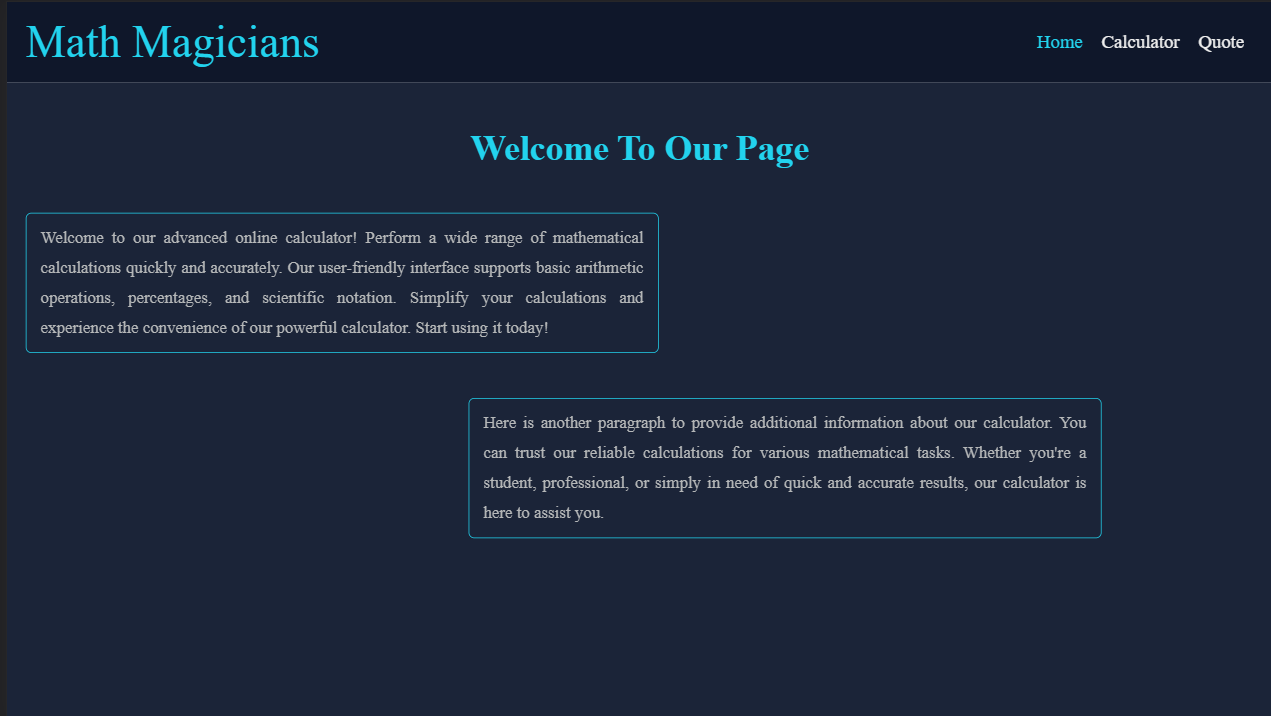 Math Magicians
Home Calculator Quote
Welcome To Our Page
Welcome to our advanced online calculator! Perform a wide range of mathematical
calculations quickly and accurately. Our user-friendly interface supports basic arithmetic
operations, percentages, and scientific notation. Simplify your calculations and
experience the convenience of our powerful calculator. Start using it today!
Here is another paragraph to provide additional information about our calculator. You
can trust our reliable calculations for various mathematical tasks. Whether you're a
student, professional, or simply in need of quick and accurate results, our calculator is
here to assist you.